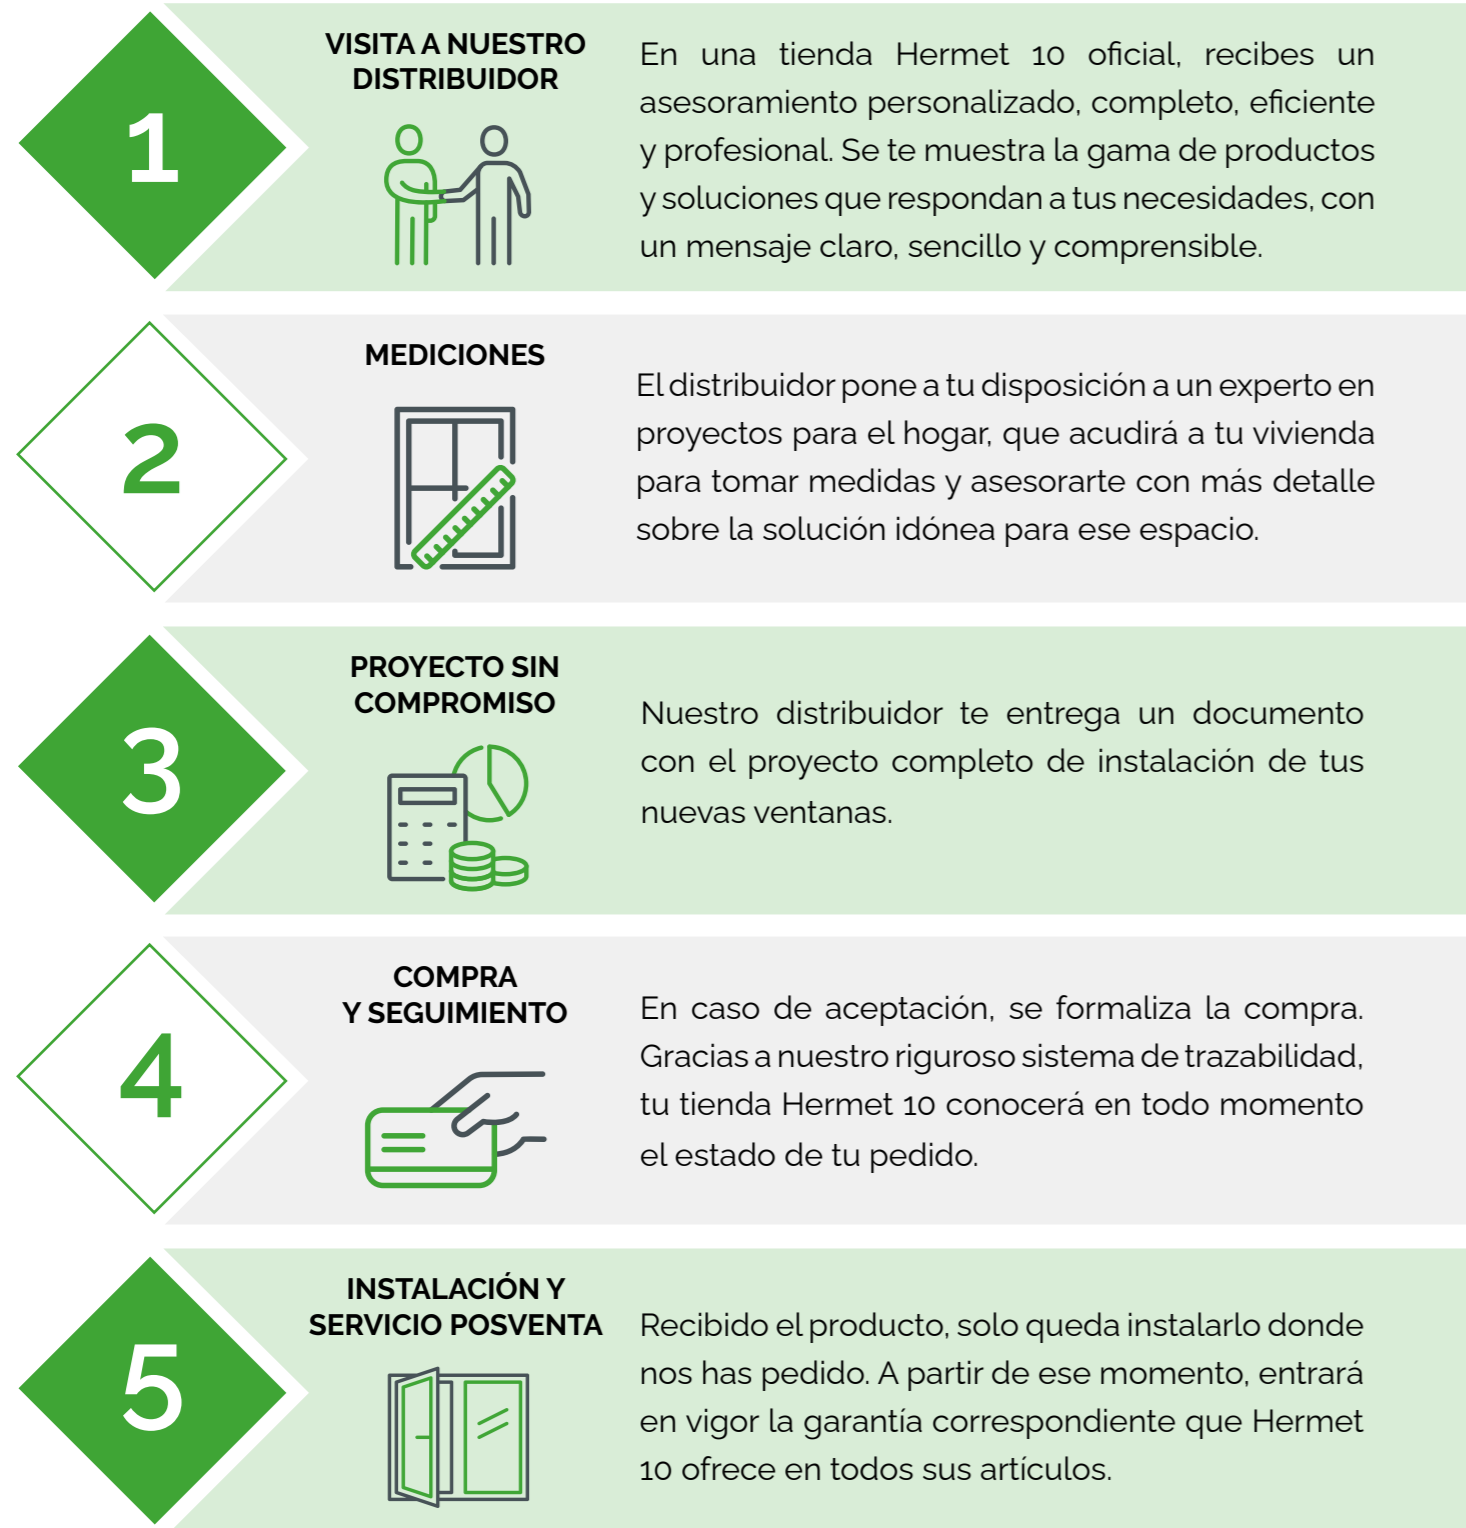 1
VISITA A NUESTRO
DISTRIBUIDOR
En una tienda Hermet 10 oficial, recibes un
asesoramiento personalizado, completo, eficiente
y profesional. Se te muestra la gama de productos
y soluciones que respondan a tus necesidades, con
un mensaje claro, sencillo y comprensible.
2
MEDICIONES
El distribuidor pone a tu disposición a un experto en
proyectos para el hogar, que acudirá a tu vivienda
para tomar medidas y asesorarte con más detalle
sobre la solución idónea para ese espacio.
3
PROYECTO SIN
COMPROMISO
Nuestro distribuidor te entrega un documento
con el proyecto completo de instalación de tus
nuevas ventanas.
4
COMPRA
Y SEGUIMIENTO
En caso de aceptación, se formaliza la compra.
Gracias a nuestro riguroso sistema de trazabilidad,
tu tienda Hermet 10 conocerá en todo momento
el estado de tu pedido.
5
INSTALACIÓN Y
SERVICIO POSVENTA
Recibido el producto, solo queda instalarlo donde
nos has pedido. A partir de ese momento, entrará
en vigor la garantía correspondiente que Hermet
10 ofrece en todos sus artículos.